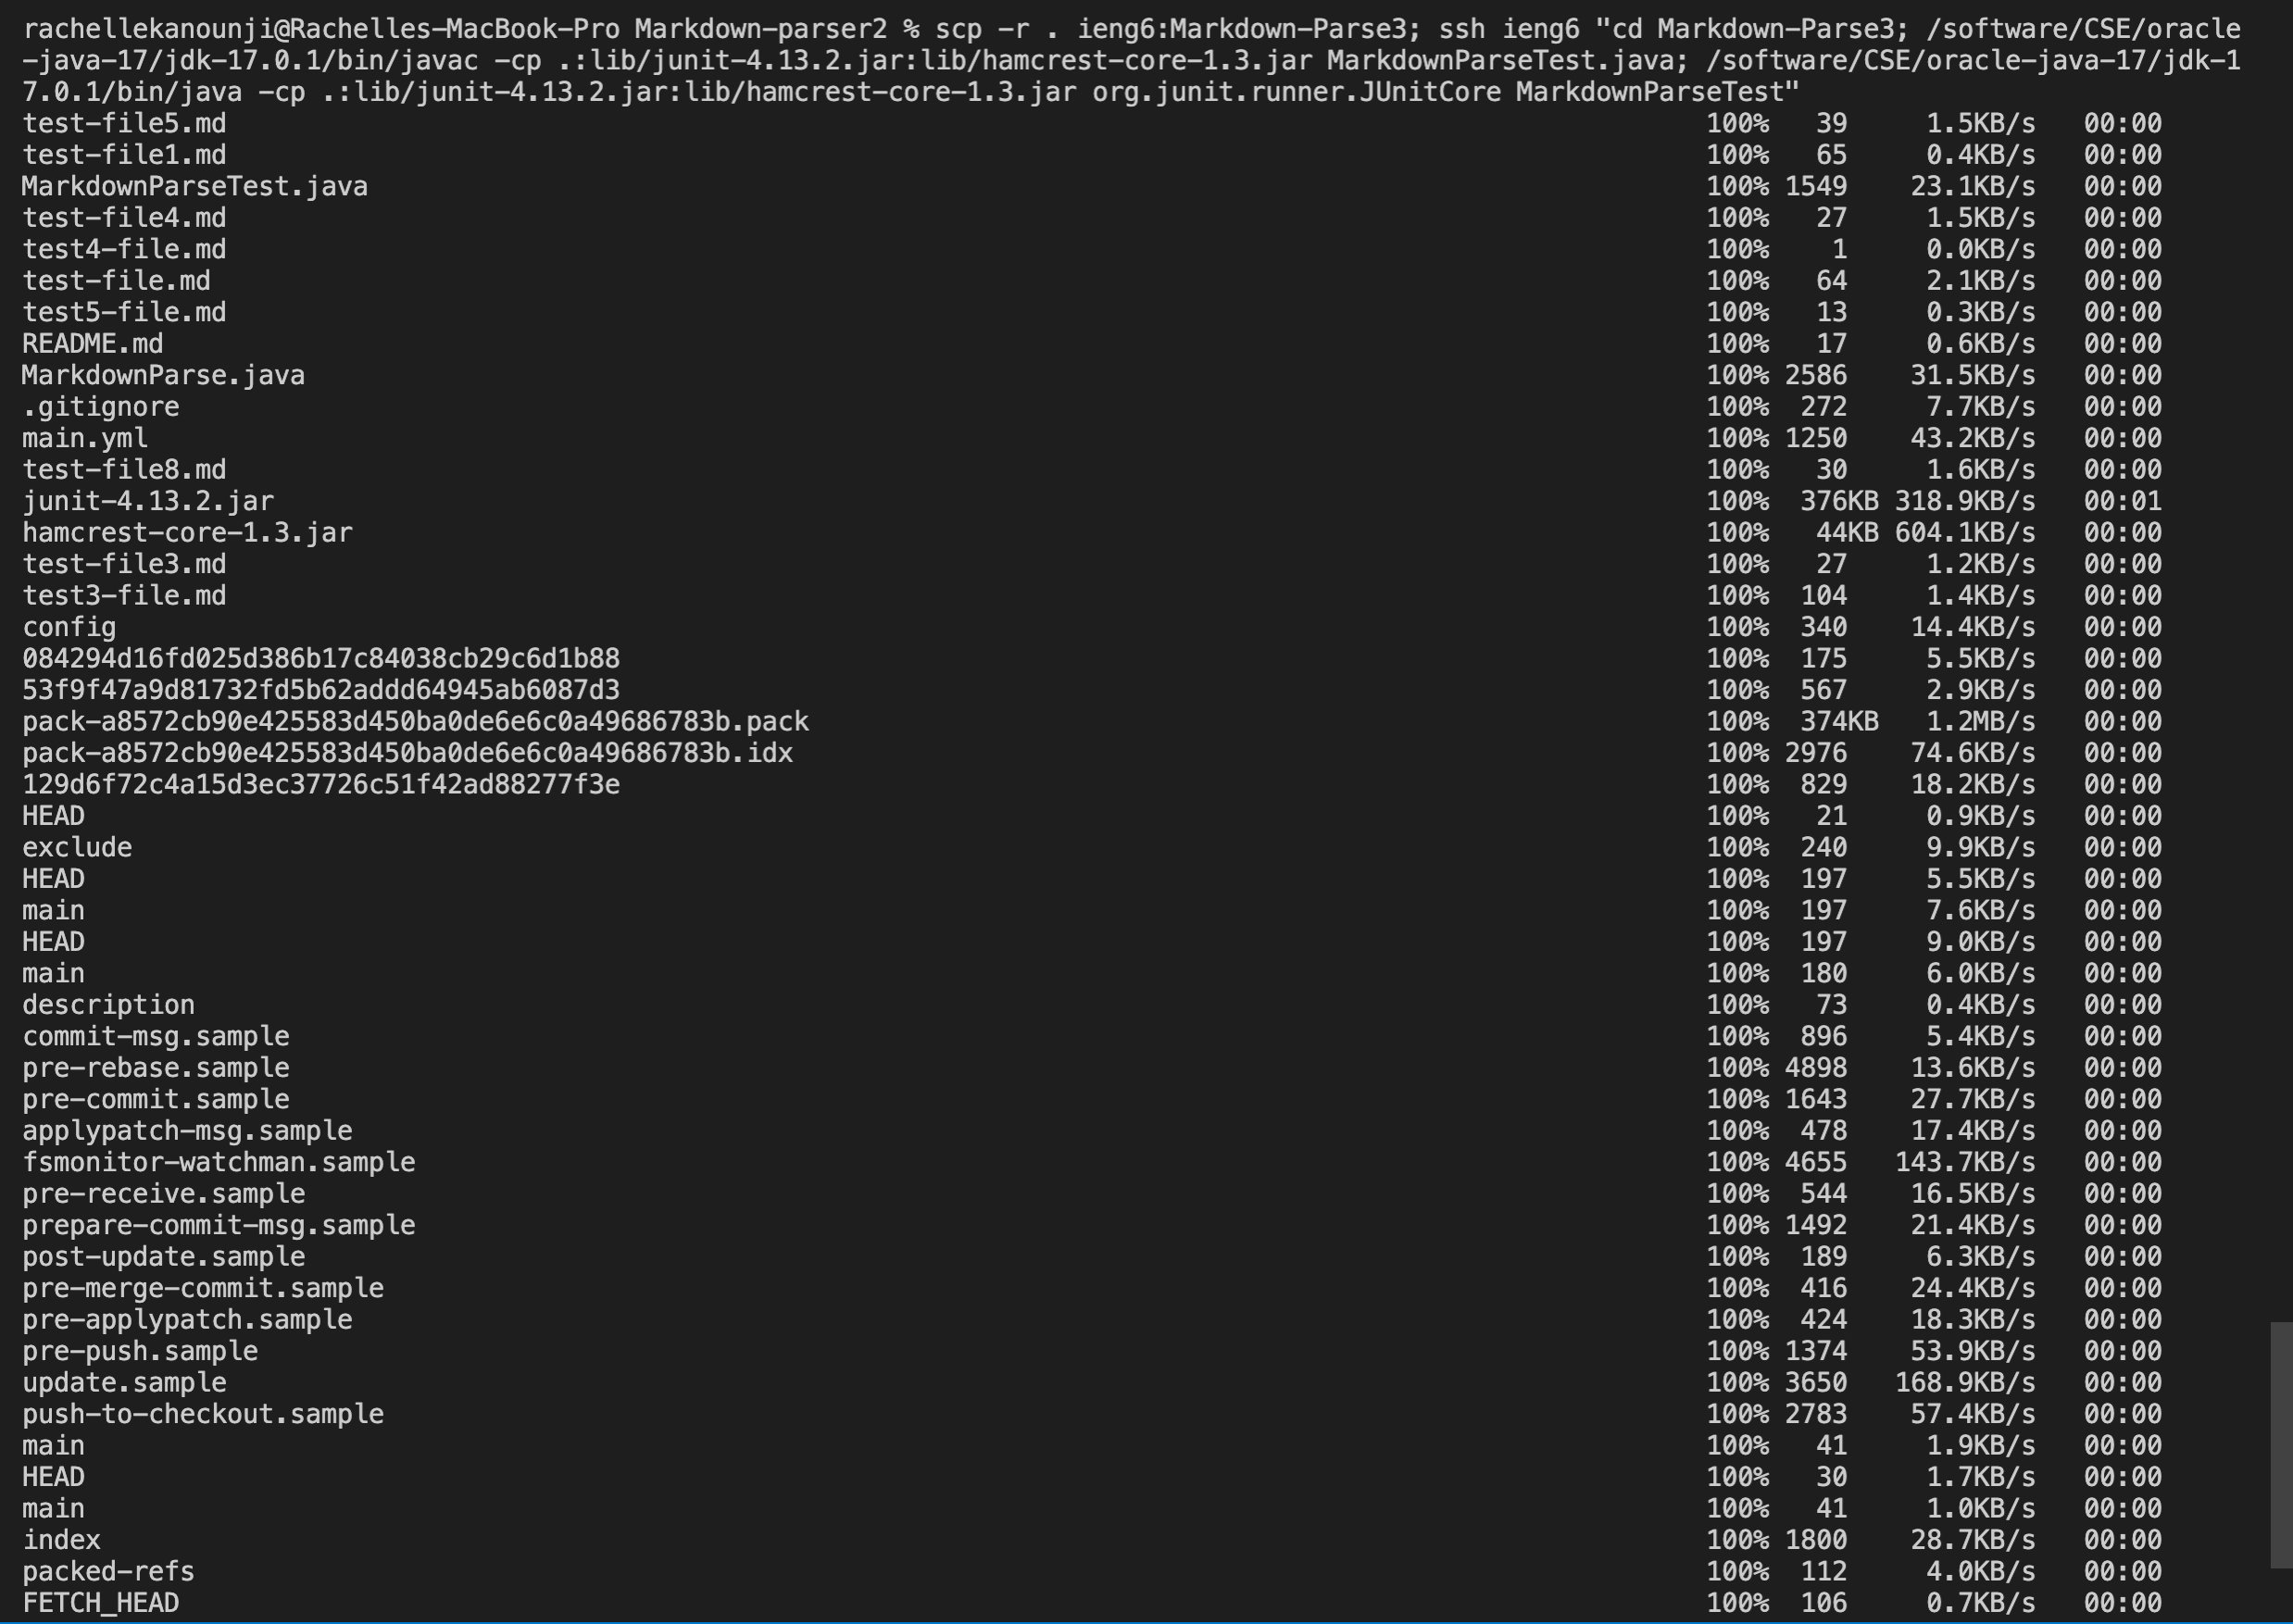 rachellekanounji@Rachelles-MacBook-Pro Markdown-parser2 % scp -r . ieng6:Markdown-Parse3; ssh ieng6 "cd Markdown-Parse3; /software/CSE/oracle
-java-17/jdk-17.0.1/bin/javac -cp .:lib/junit-4.13.2.jar:lib/hamcrest-core-1.3.jar MarkdownParseTest.java; /software/CSE/oracle-java-17/jdk-1
7.0.1/bin/java -cp .:lib/junit-4.13.2.jar:lib/hamcrest-core-1.3.jar org.junit.runner.JUnitCore MarkdownParseTest"
test-file5.md 100% 39 1.5KB/s 00:00
test-file1.md 100% 65 0.4KB/s 00:00
MarkdownParseTest.java 100% 1549 23.1KB/s 00:00
test-file4.md 100% 27 1.5KB/s 00:00
test4-file.md 100% 1 0.0KB/s 00:00
test-file.md 100% 64 2.1KB/s 00:00
test5-file.md 100% 13 0.3KB/s 00:00
README.md 100% 17 0.6KB/s 00:00
MarkdownParse.java 100% 2586 31.5KB/s 00:00
.gitignore 100% 272 7.7KB/s 00:00
main.yml 100% 1250 43.2KB/s 00:00
test-file8.md 100% 30 1.6KB/s 00:00
junit-4.13.2.jar 100% 376KB 318.9KB/s 00:01
hamcrest-core-1.3.jar 100% 44KB 604.1KB/s 00:00
test-file3.md 100% 27 1.2KB/s 00:00
test3-file.md 100% 104 1.4KB/s 00:00
config 100% 340 14.4KB/s 00:00
084294d16fd025d386b17c84038cb29c6d1b88 100% 175 5.5KB/s 00:00
53f9f47a9d81732fd5b62addd64945ab6087d3 100% 567 2.9KB/s 00:00
pack-a8572cb90e425583d450ba0de6e6c0a49686783b.pack 100% 374KB 1.2MB/s 00:00
pack-a8572cb90e425583d450ba0de6e6c0a49686783b.idx 100% 2976 74.6KB/s 00:00
129d6f72c4a15d3ec37726c51f42ad88277f3e 100% 829 18.2KB/s 00:00
HEAD 100% 21 0.9KB/s 00:00
exclude 100% 240 9.9KB/s 00:00
HEAD 100% 197 5.5KB/s 00:00
main 100% 197 7.6KB/s 00:00
HEAD 100% 197 9.0KB/s 00:00
main 100% 180 6.0KB/s 00:00
description 100% 73 0.4KB/s 00:00
commit-msg.sample 100% 896 5.4KB/s 00:00
pre-rebase.sample 100% 4898 13.6KB/s 00:00
pre-commit.sample 100% 1643 27.7KB/s 00:00
applypatch-msg.sample 100% 478 17.4KB/s 00:00
fsmonitor-watchman.sample 100% 4655 143.7KB/s 00:00
pre-receive.sample 100% 544 16.5KB/s 00:00
prepare-commit-msg.sample 100% 1492 21.4KB/s 00:00
post-update.sample 100% 189 6.3KB/s 00:00
pre-merge-commit.sample 100% 416 24.4KB/s 00:00
pre-applypatch.sample 100% 424 18.3KB/s 00:00
pre-push.sample 100% 1374 53.9KB/s 00:00
update.sample 100% 3650 168.9KB/s 00:00
push-to-checkout.sample 100% 2783 57.4KB/s 00:00
main 100% 41 1.9KB/s 00:00
HEAD 100% 30 1.7KB/s 00:00
main 100% 41 1.0KB/s 00:00
index 100% 1800 28.7KB/s 00:00
packed-refs 100% 112 4.0KB/s 00:00
FETCH_HEAD 100% 106 0.7KB/s 00:00